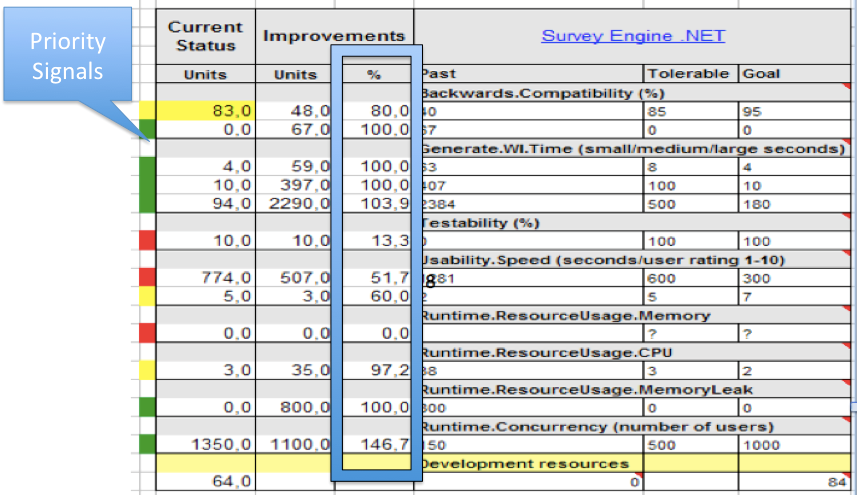 Priority
Signals
Current
Status
Improvements
Survey Engine .NET
Units Units % Past Tolerable Goal
Backwards.Compatibility (%)
83,0 48,0 80,0 40 85 95
0,0 67,0 100,0 67 0 0
Generate.WI.Time (small/medium/large seconds)
4,0 59,0 100,0 63 8 4
10,0 397,0 100,0 407 100 10
94,0 2290,0 103,9 2384 500 180
Testability (%)
10,0 10,0 13,3 0 100 100
Usability.Speed (seconds/user rating 1-10)
774,0 507,0 51,7 1281 600 300
5,0 3,0 60,0 2 5 7
Runtime.ResourceUsage.Memory
0,0 0,0 0,0 ? ?
Runtime.ResourceUsage.CPU
3,0 35,0 97,2 38 3 2
Runtime.ResourceUsage.MemoryLeak
0,0 800,0 100,0 800 0 0
Runtime.Concurrency (number of users)
1350,0 1100,0 146,7 150 500 1000
Development resources
64,0 0 84